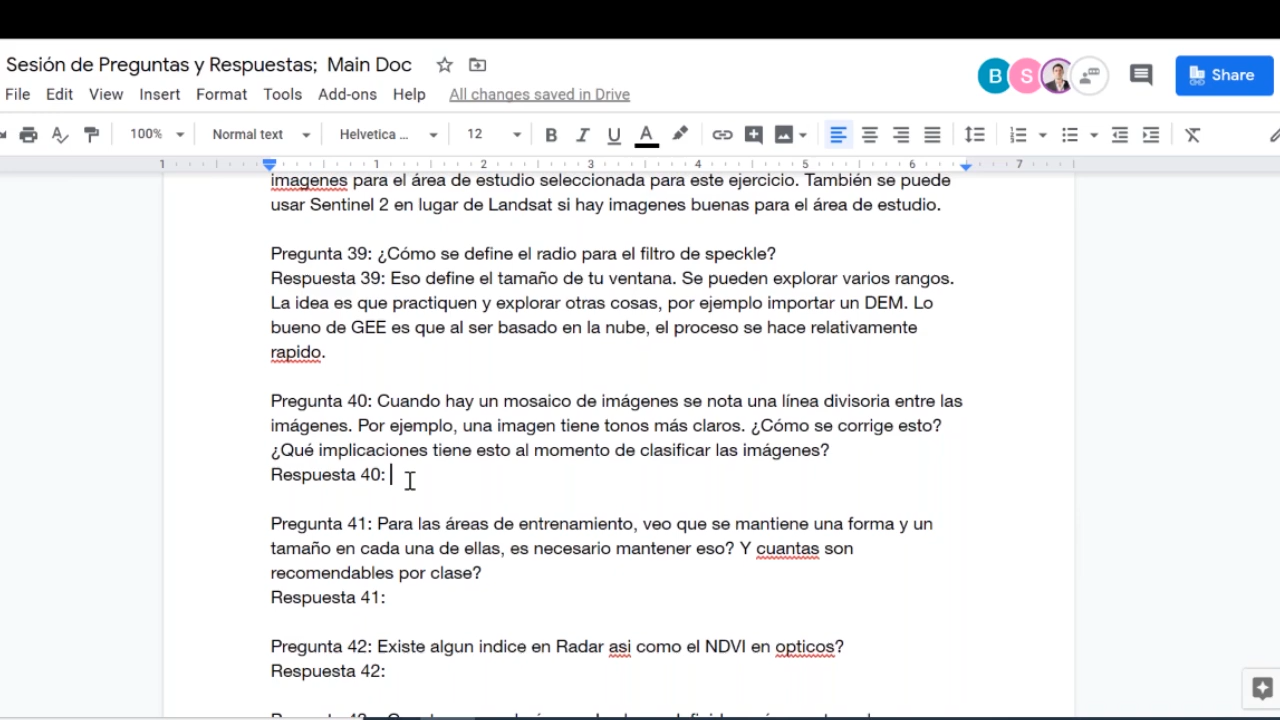 Sesión de Preguntas y Respuestas; Main Doc
B S
Share
File Edit View Insert Format Tools Add-ons Help All changes saved in Drive
100% Normal text Helvetica ... 12 B I U A
1 1 2 3 4 5 6 7
imagenes para el área de estudio seleccionada para este ejercicio. También se puede
usar Sentinel 2 en lugar de Landsat si hay imagenes buenas para el área de estudio.
Pregunta 39: ¿Cómo se define el radio para el filtro de speckle?
Respuesta 39: Eso define el tamaño de tu ventana. Se pueden explorar varios rangos.
La idea es que practiquen y explorar otras cosas, por ejemplo importar un DEM. Lo
bueno de GEE es que al ser basado en la nube, el proceso se hace relativamente
rapido.
Pregunta 40: Cuando hay un mosaico de imágenes se nota una línea divisoria entre las
imágenes. Por ejemplo, una imagen tiene tonos más claros. ¿Cómo se corrige esto?
¿Qué implicaciones tiene esto al momento de clasificar las imágenes?
Respuesta 40:
Pregunta 41: Para las áreas de entrenamiento, veo que se mantiene una forma y un
tamaño en cada una de ellas, es necesario mantener eso? Y cuantas son
recomendables por clase?
Respuesta 41:
Pregunta 42: Existe algun indice en Radar asi como el NDVI en opticos?
Respuesta 42: